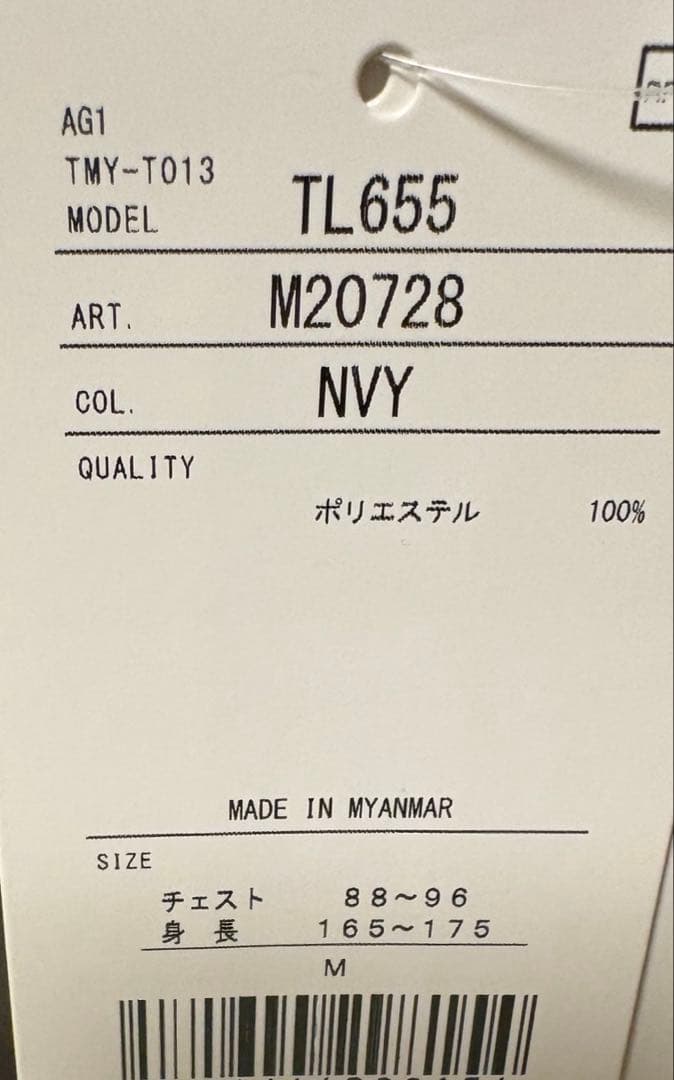 AG1
TMY-T013
MODEL TL655
ART. M20728
COL. NVY
QUALITY
ポリエステル 100%
MADE IN MYANMAR
SIZE
チェスト 88～96
身 長 165～175
M